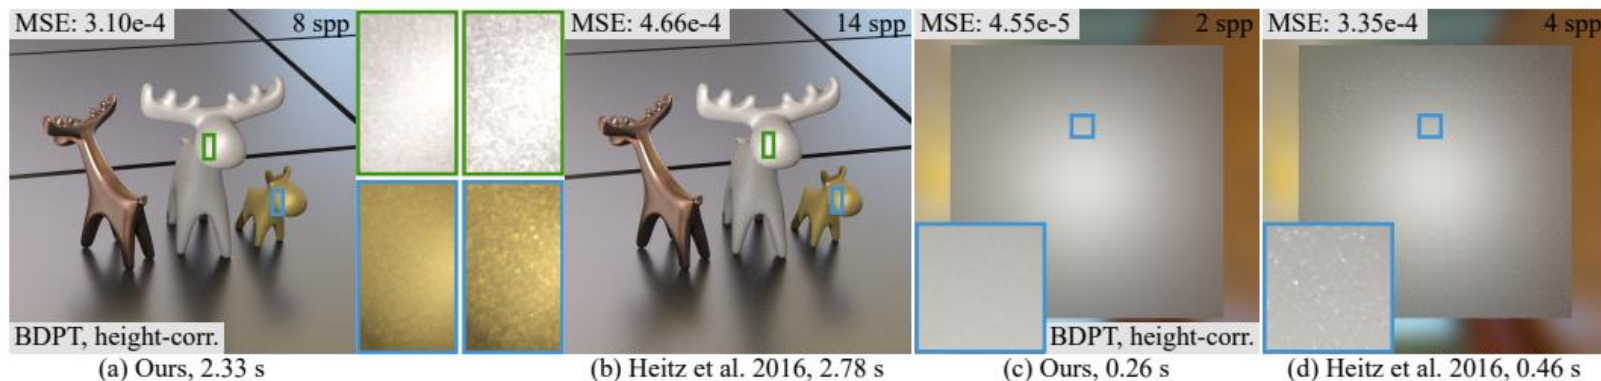 MSE: 3.10e-4
8 spp
MSE: 4.66e-4
14 spp
MSE: 4.55e-5
2 spp
MSE: 3.35e-4
4 spp
BDPT, height-corr.
BDPT, height-corr.
(a) Ours, 2.33 s
(b) Heitz et al. 2016, 2.78 s
(c) Ours, 0.26 s
(d) Heitz et al. 2016, 0.46 s